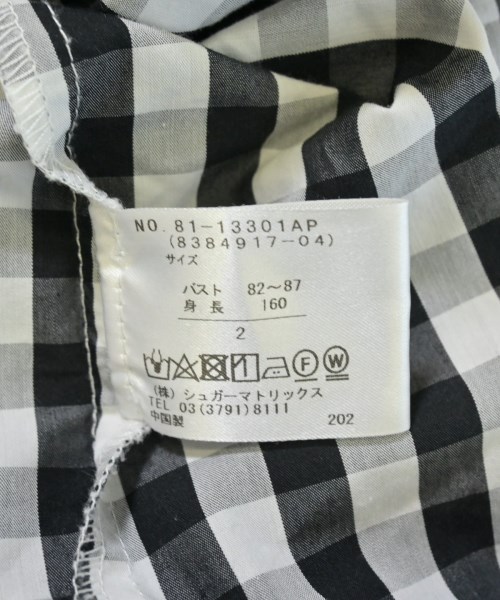 NO. 81-13301AP
(8384917-04)
サイズ
バスト 82~87
身長 160
2
F W
(株) シュガーマトリックス
TEL 03(3791)8111
中国製 202